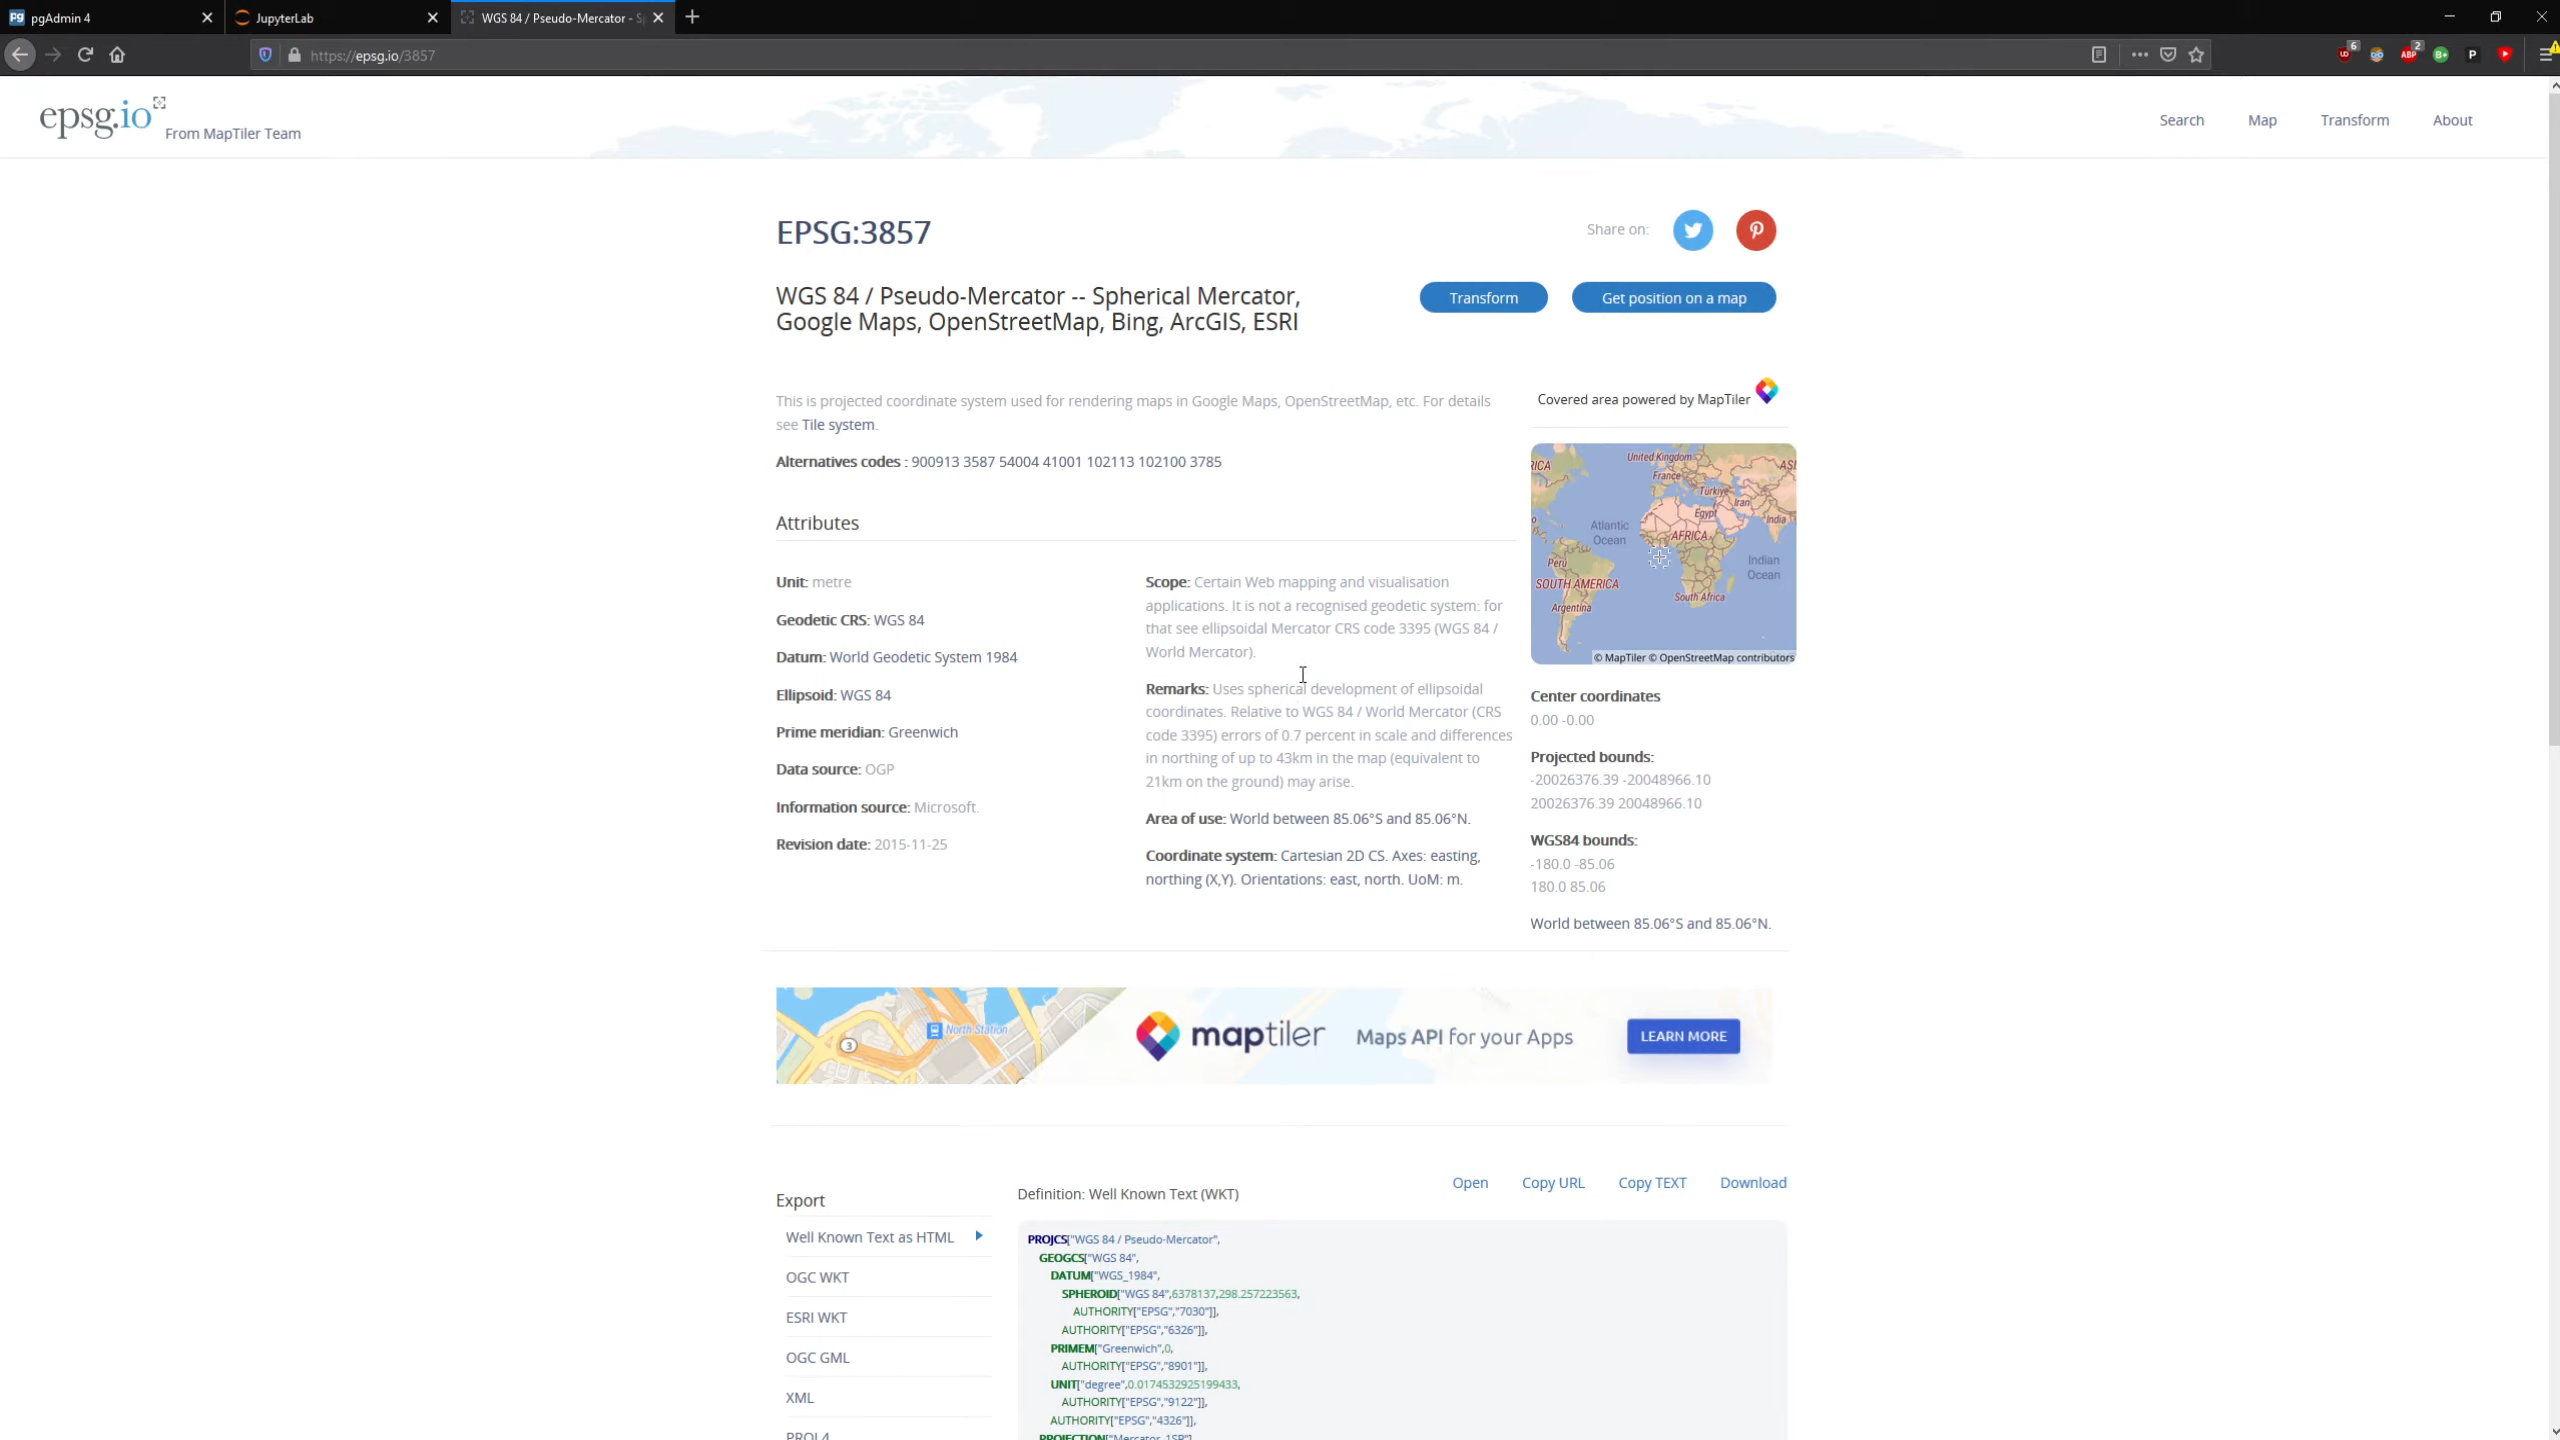 pgAdmin 4
JupyterLab
WGS 84 / Pseudo-Mercator - S
https://epsg.io/3857
6
2
ABP
P
epsg.io
From MapTiler Team
Search
Map
Transform
About
EPSG:3857
Share on:
WGS 84 / Pseudo-Mercator -- Spherical Mercator,
Google Maps, OpenStreetMap, Bing, ArcGIS, ESRI
Transform
Get position on a map
This is projected coordinate system used for rendering maps in Google Maps, OpenStreetMap, etc. For details
see Tile system.
Alternatives codes : 900913 3587 54004 41001 102113 102100 3785
Covered area powered by MapTiler
Attributes
Unit: metre
Geodetic CRS: WGS 84
Datum: World Geodetic System 1984
Ellipsoid: WGS 84
Prime meridian: Greenwich
Data source: OGP
Information source: Microsoft.
Revision date: 2015-11-25
Scope: Certain Web mapping and visualisation
applications. It is not a recognised geodetic system: for
that see ellipsoidal Mercator CRS code 3395 (WGS 84 /
World Mercator).
Remarks: Uses spherical development of ellipsoidal
coordinates. Relative to WGS 84 / World Mercator (CRS
code 3395) errors of 0.7 percent in scale and differences
in northing of up to 43km in the map (equivalent to
21km on the ground) may arise.
Area of use: World between 85.06°S and 85.06°N.
Coordinate system: Cartesian 2D CS. Axes: easting,
northing (X,Y). Orientations: east, north. UoM: m.
RICA
United Kingdom
France
ASI
Türkiye
Iran
Egypt
India
Atlantic
Ocean
AFRICA
Peru
Indian
Ocean
SOUTH AMERICA
South Africa
Argentina
© MapTiler © OpenStreetMap contributors
Center coordinates
0.00 -0.00
Projected bounds:
-20026376.39 -20048966.10
20026376.39 20048966.10
WGS84 bounds:
-180.0 -85.06
180.0 85.06
World between 85.06°S and 85.06°N.
North Station
3
maptiler
Maps API for your Apps
LEARN MORE
Export
Well Known Text as HTML
OGC WKT
ESRI WKT
OGC GML
XML
PROJ.4
Definition: Well Known Text (WKT)
Open
Copy URL
Copy TEXT
Download
PROJCS["WGS 84 / Pseudo-Mercator",
GEOGCS["WGS 84",
DATUM["WGS_1984",
SPHEROID["WGS 84",6378137,298.257223563,
AUTHORITY["EPSG","7030"]],
AUTHORITY["EPSG","6326"]],
PRIMEM["Greenwich",0,
AUTHORITY["EPSG","8901"]],
UNIT["degree",0.0174532925199433,
AUTHORITY["EPSG","9122"]],
AUTHORITY["EPSG","4326"]],
PROJECTION["Mercator_1SP"],